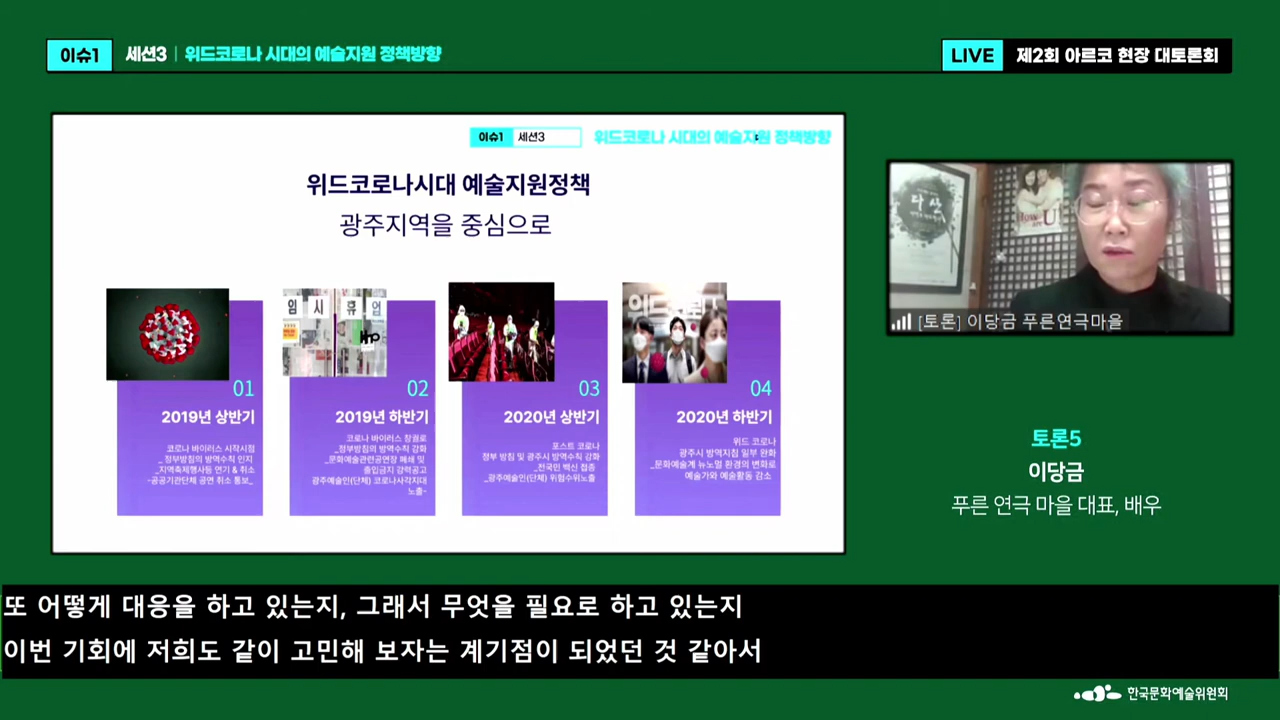 이슈1
세션3 | 위드코로나 시대의 예술지원 정책방향
LIVE
제2회 아르코 현장 대토론회
이슈1
세션3
위드코로나 시대의 예술지원 정책방향
위드코로나시대 예술지원정책
광주지역을 중심으로
01
2019년 상반기
코로나 바이러스 시작시점
_정부방침의 방역수칙 인지
_지역축제행사등 연기 & 취소
-공공기관단체 공연 취소 통보_
임시휴업
02
2019년 하반기
코로나 바이러스 창궐로
_정부방침의 방역수칙 강화
_문화예술관련공연장 폐쇄 및
출입금지 강력공고
광주예술인(단체) 코로나사각지대
노출-
03
2020년 상반기
포스트 코로나
정부 방침 및 광주시 방역수칙 강화
_전국민 백신 접종
_광주예술인(단체) 위험수위노출
04
2020년 하반기
위드 코로나
광주시 방역지침 일부 완화
_문화예술계 뉴노멀 환경의 변화로
예술가와 예술활동 감소
다산
[토론] 이당금 푸른연극마을
토론5
이당금
푸른 연극 마을 대표, 배우
또 어떻게 대응을 하고 있는지, 그래서 무엇을 필요로 하고 있는지
이번 기회에 저희도 같이 고민해 보자는 계기점이 되었던 것 같아서
한국문화예술위원회